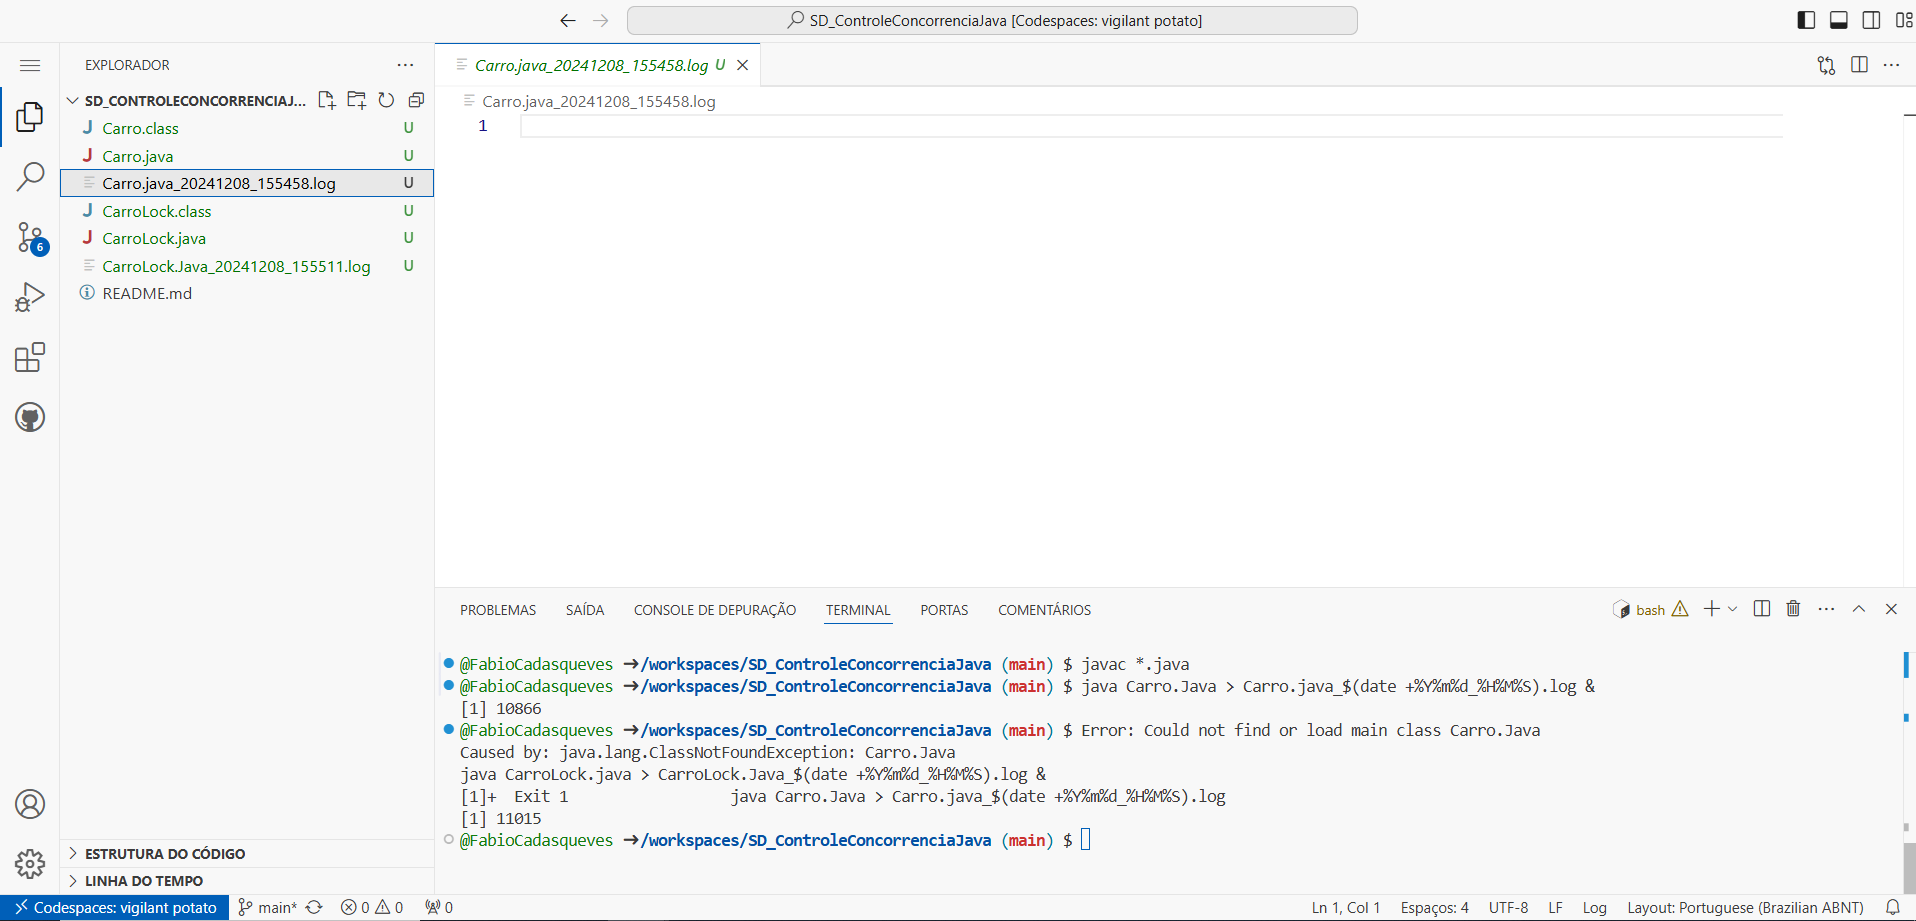 SD_ControleConcorrenciaJava [Codespaces: vigilant potato]
EXPLORADOR
SD_CONTROLECONCORRENCIAJ...
Carro.class U
Carro.java U
Carro.java_20241208_155458.log U
CarroLock.class U
CarroLock.java U
CarroLock.Java_20241208_155511.log U
README.md
6
ESTRUTURA DO CÓDIGO
LINHA DO TEMPO
Carro.java_20241208_155458.log U
Carro.java_20241208_155458.log
1
PROBLEMAS SAÍDA CONSOLE DE DEPURAÇÃO TERMINAL PORTAS COMENTÁRIOS
bash
@FabioCadasqueves →/workspaces/SD_ControleConcorrenciaJava (main) $ javac *.java
@FabioCadasqueves →/workspaces/SD_ControleConcorrenciaJava (main) $ java Carro.Java > Carro.java_$(date +%Y%m%d_%H%M%S).log &
[1] 10866
@FabioCadasqueves →/workspaces/SD_ControleConcorrenciaJava (main) $ Error: Could not find or load main class Carro.Java
Caused by: java.lang.ClassNotFoundException: Carro.Java
java CarroLock.java > CarroLock.Java_$(date +%Y%m%d_%H%M%S).log &
[1]+  Exit 1                  java Carro.Java > Carro.java_$(date +%Y%m%d_%H%M%S).log
[1] 11015
@FabioCadasqueves →/workspaces/SD_ControleConcorrenciaJava (main) $
Codespaces: vigilant potato main* 0 0 0 Ln 1, Col 1 Espaços: 4 UTF-8 LF Log Layout: Portuguese (Brazilian ABNT)